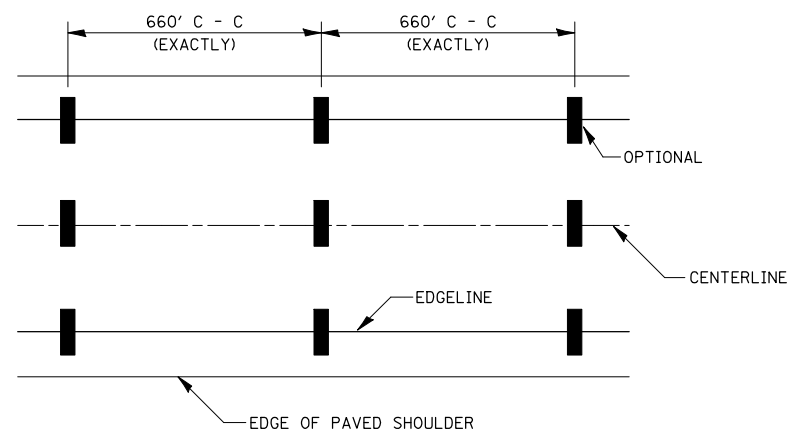 660′ C - C
(EXACTLY)
660′ C - C
(EXACTLY)
OPTIONAL
CENTERLINE
EDGELINE
EDGE OF PAVED SHOULDER